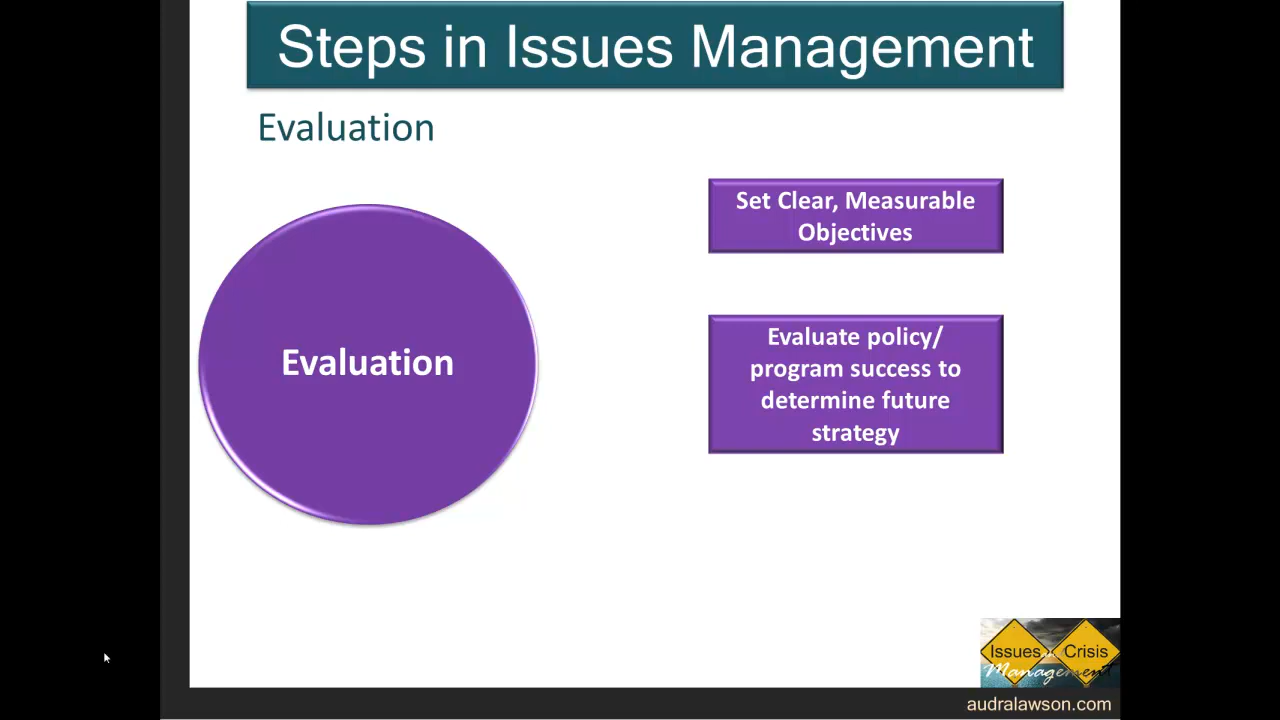 Steps in Issues Management
Evaluation
Evaluation
Set Clear, Measurable
Objectives
Evaluate policy/
program success to
determine future
strategy
Issues
Crisis
Management
audralawson.com